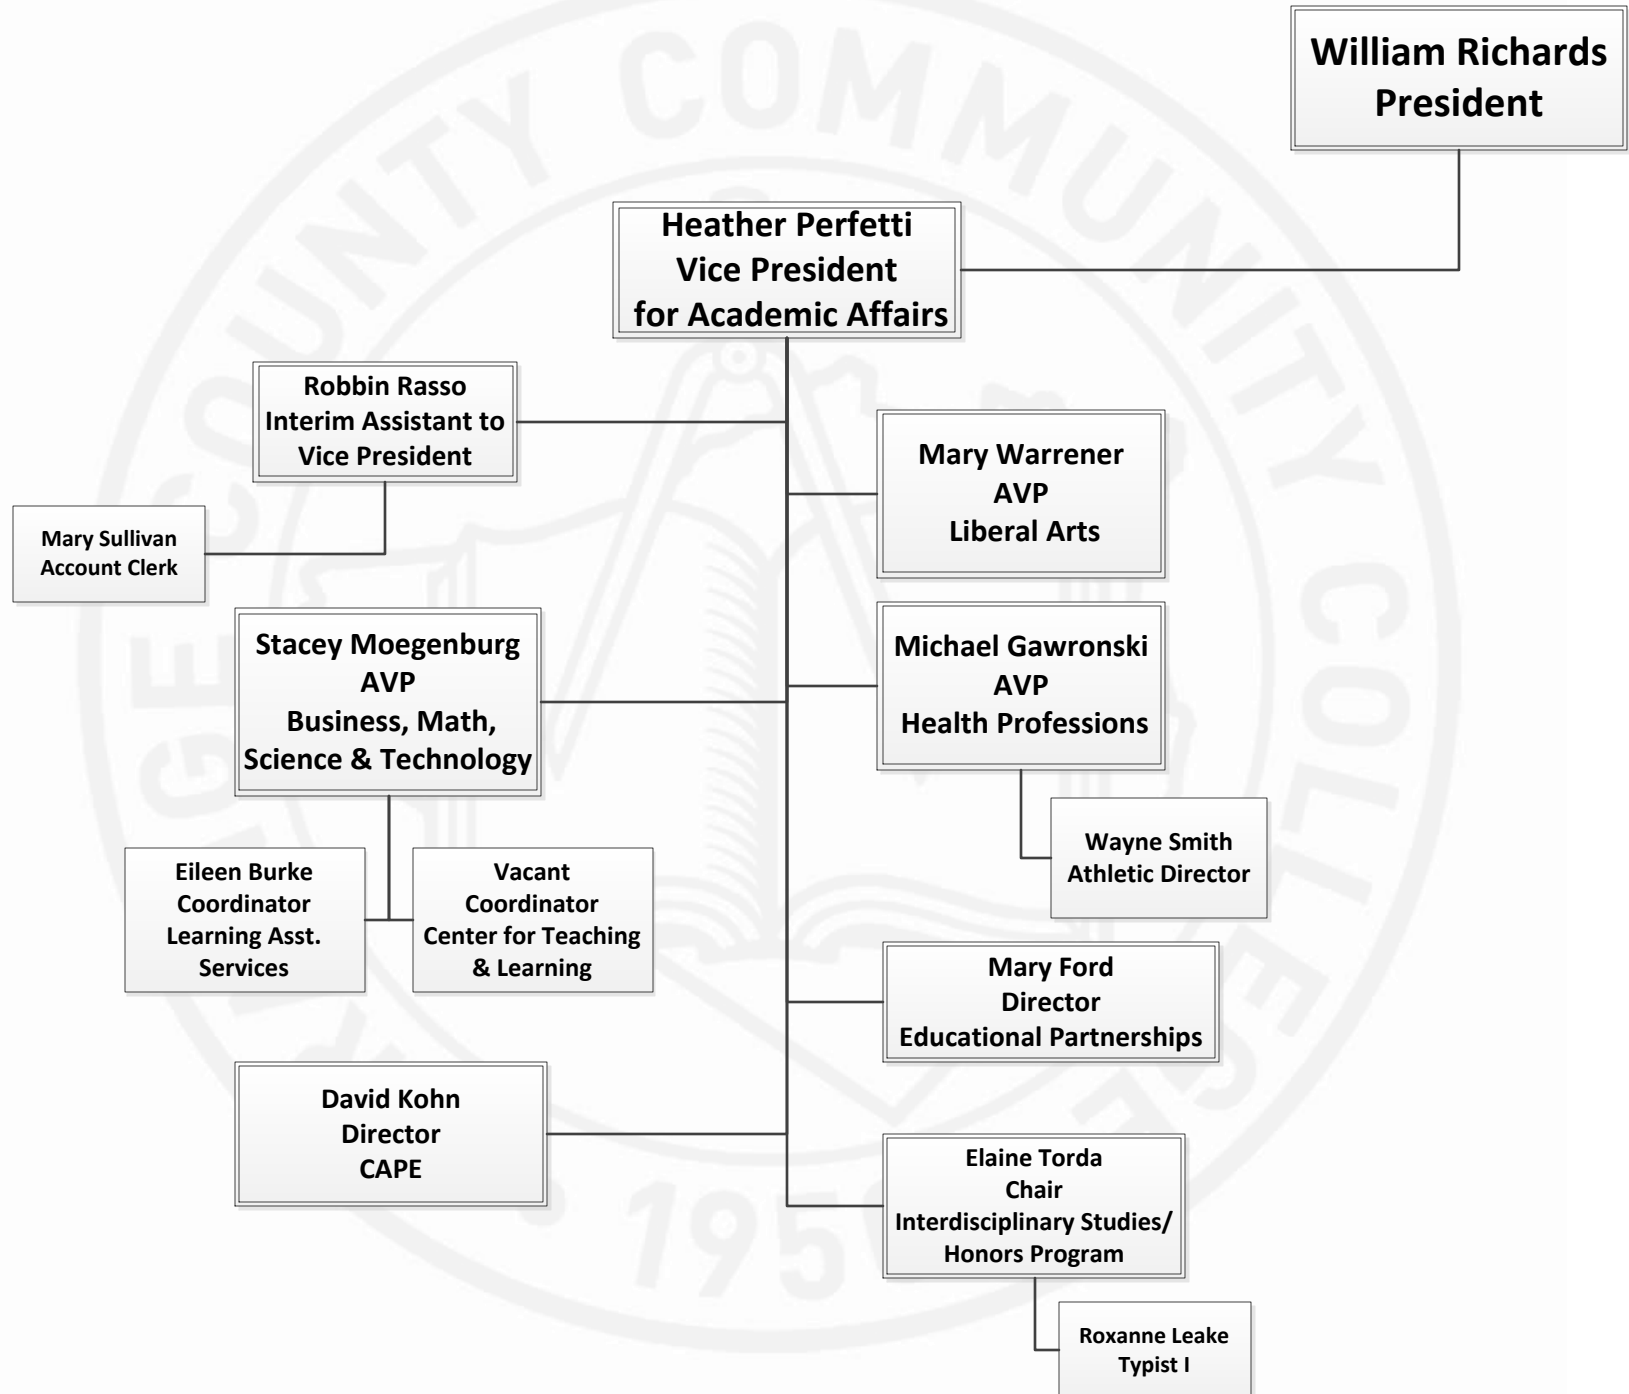 William Richards
President
Heather Perfetti
Vice President
for Academic Affairs
Robbin Rasso
Interim Assistant to
Vice President
Mary Warrener
AVP
Liberal Arts
Mary Sullivan
Account Clerk
Stacey Moegenburg
AVP
Business, Math,
Science & Technology
Michael Gawronski
AVP
Health Professions
Wayne Smith
Athletic Director
Eileen Burke
Coordinator
Learning Asst.
Services
Vacant
Coordinator
Center for Teaching
& Learning
Mary Ford
Director
Educational Partnerships
David Kohn
Director
CAPE
Elaine Torda
Chair
Interdisciplinary Studies/
Honors Program
Roxanne Leake
Typist I
COUNTY COMMUNITY COLLEGE